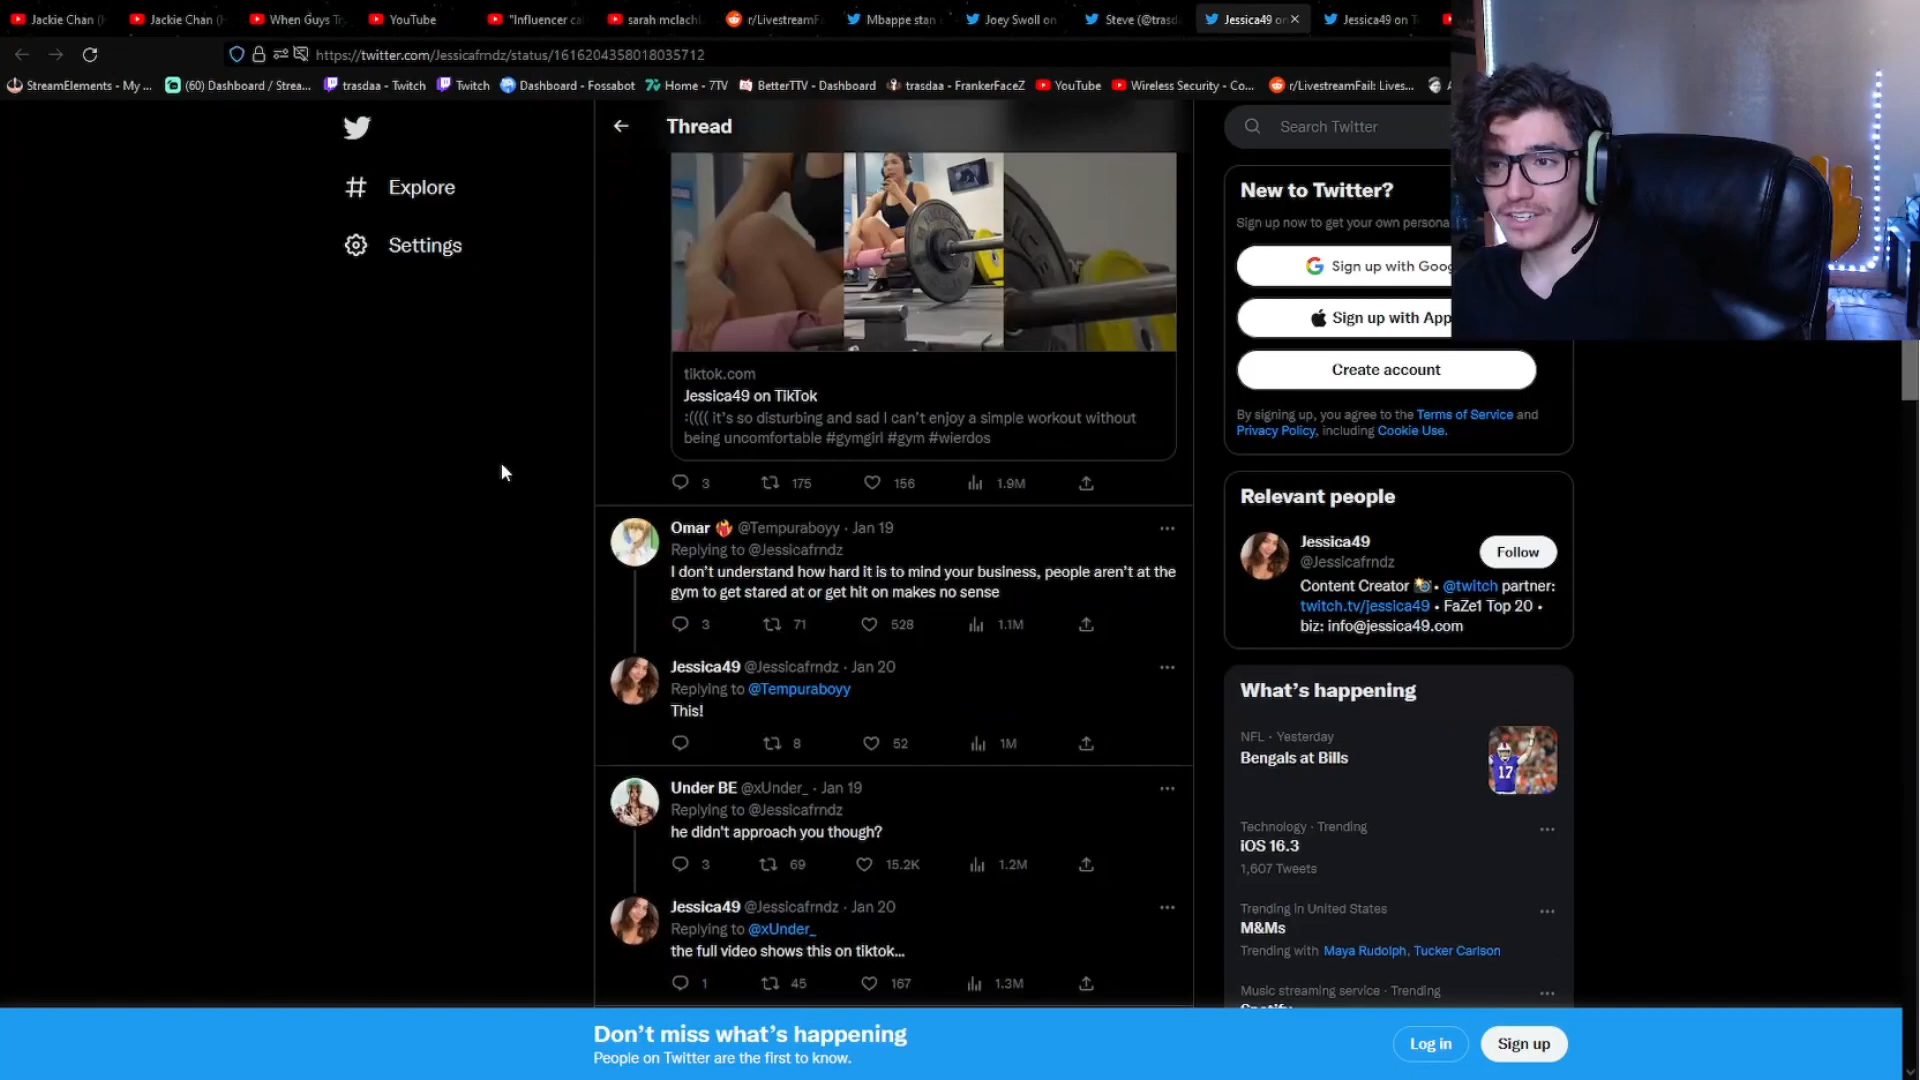 Jackie Chan (
Jackie Chan (
When Guys Try
YouTube
"Influencer ca
sarah mclachl
r/LivestreamFa
Mbappe stan
Joey Swoll on
Steve (@trasd
Jessica49 on
Jessica49 on T
https://twitter.com/Jessicafrndz/status/1616204358018035712
StreamElements - My ...
(60) Dashboard / Strea...
trasdaa - Twitch
Twitch
Dashboard - Fossabot
Home - 7TV
BetterTTV - Dashboard
trasdaa - FrankerFaceZ
YouTube
Wireless Security - Co...
r/LivestreamFail: Lives...
Explore
Settings
Thread
tiktok.com
Jessica49 on TikTok
:(((( it's so disturbing and sad I can't enjoy a simple workout without
being uncomfortable #gymgirl #gym #wierdos
3 175 156 1.9M
Omar @Tempuraboyy · Jan 19
Replying to @Jessicafrndz
I don't understand how hard it is to mind your business, people aren't at the
gym to get stared at or get hit on makes no sense
3 71 528 1.1M
Jessica49 @Jessicafrndz · Jan 20
Replying to @Tempuraboyy
This!
8 52 1M
Under BE @xUnder_ · Jan 19
Replying to @Jessicafrndz
he didn't approach you though?
3 69 15.2K 1.2M
Jessica49 @Jessicafrndz · Jan 20
Replying to @xUnder_
the full video shows this on tiktok...
1 45 167 1.3M
Search Twitter
New to Twitter?
Sign up now to get your own persona
Sign up with Goog
Sign up with App
Create account
By signing up, you agree to the Terms of Service and
Privacy Policy, including Cookie Use.
Relevant people
Jessica49
@Jessicafrndz
Follow
Content Creator • @twitch partner:
twitch.tv/jessica49 • FaZe1 Top 20 •
biz: info@jessica49.com
What's happening
NFL · Yesterday
Bengals at Bills
17
Technology · Trending
iOS 16.3
1,607 Tweets
Trending in United States
M&Ms
Trending with Maya Rudolph, Tucker Carlson
Music streaming service · Trending
Spotify
Don't miss what's happening
People on Twitter are the first to know.
Log in
Sign up